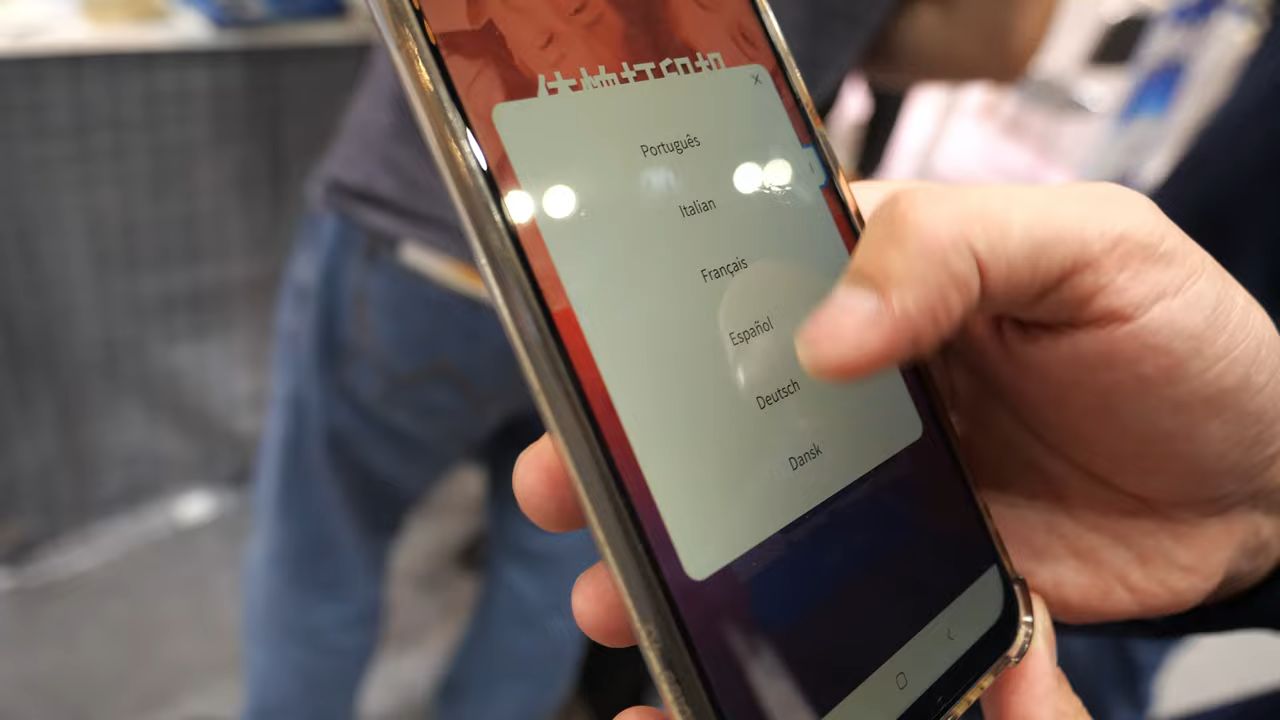 Português
Italian
Français
Español
Deutsch
Dansk